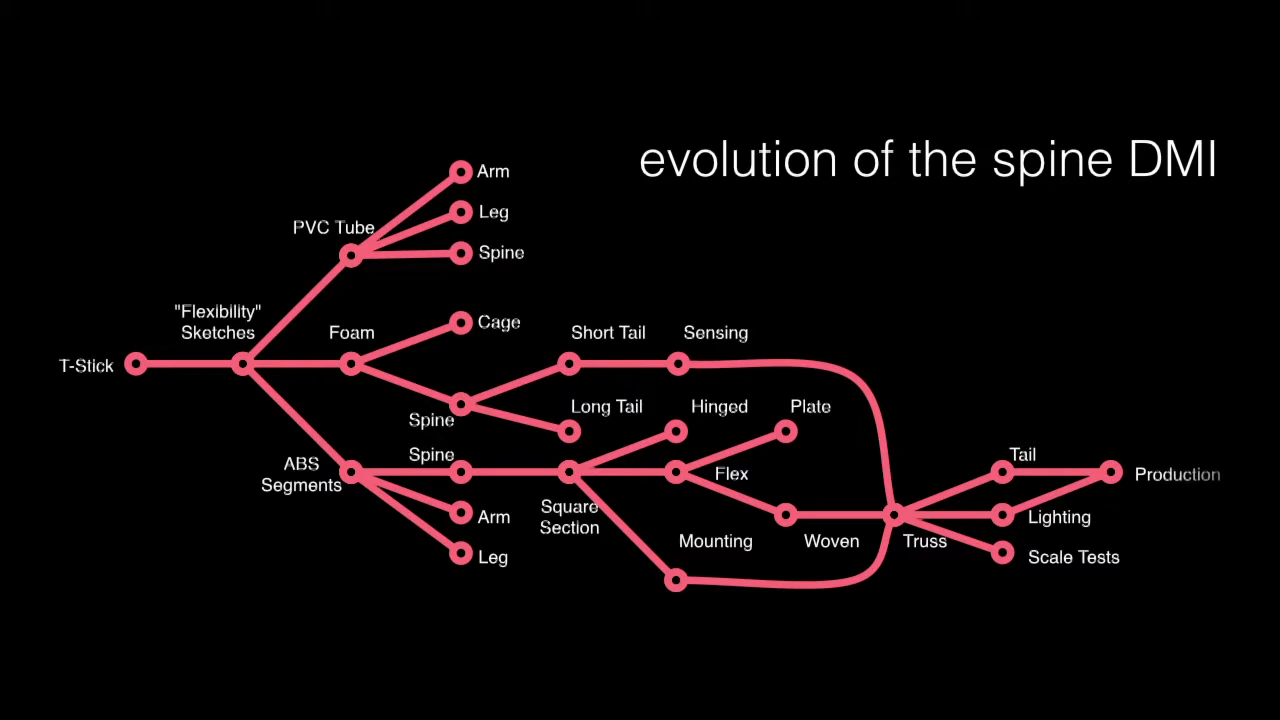 evolution of the spine DMI
Arm
Leg
PVC Tube
Spine
"Flexibility"
Sketches
Foam
Cage
Short Tail
Sensing
T-Stick
Spine
Long Tail
Hinged
Plate
ABS
Segments
Spine
Square
Section
Flex
Tail
Production
Arm
Leg
Mounting
Woven
Truss
Lighting
Scale Tests